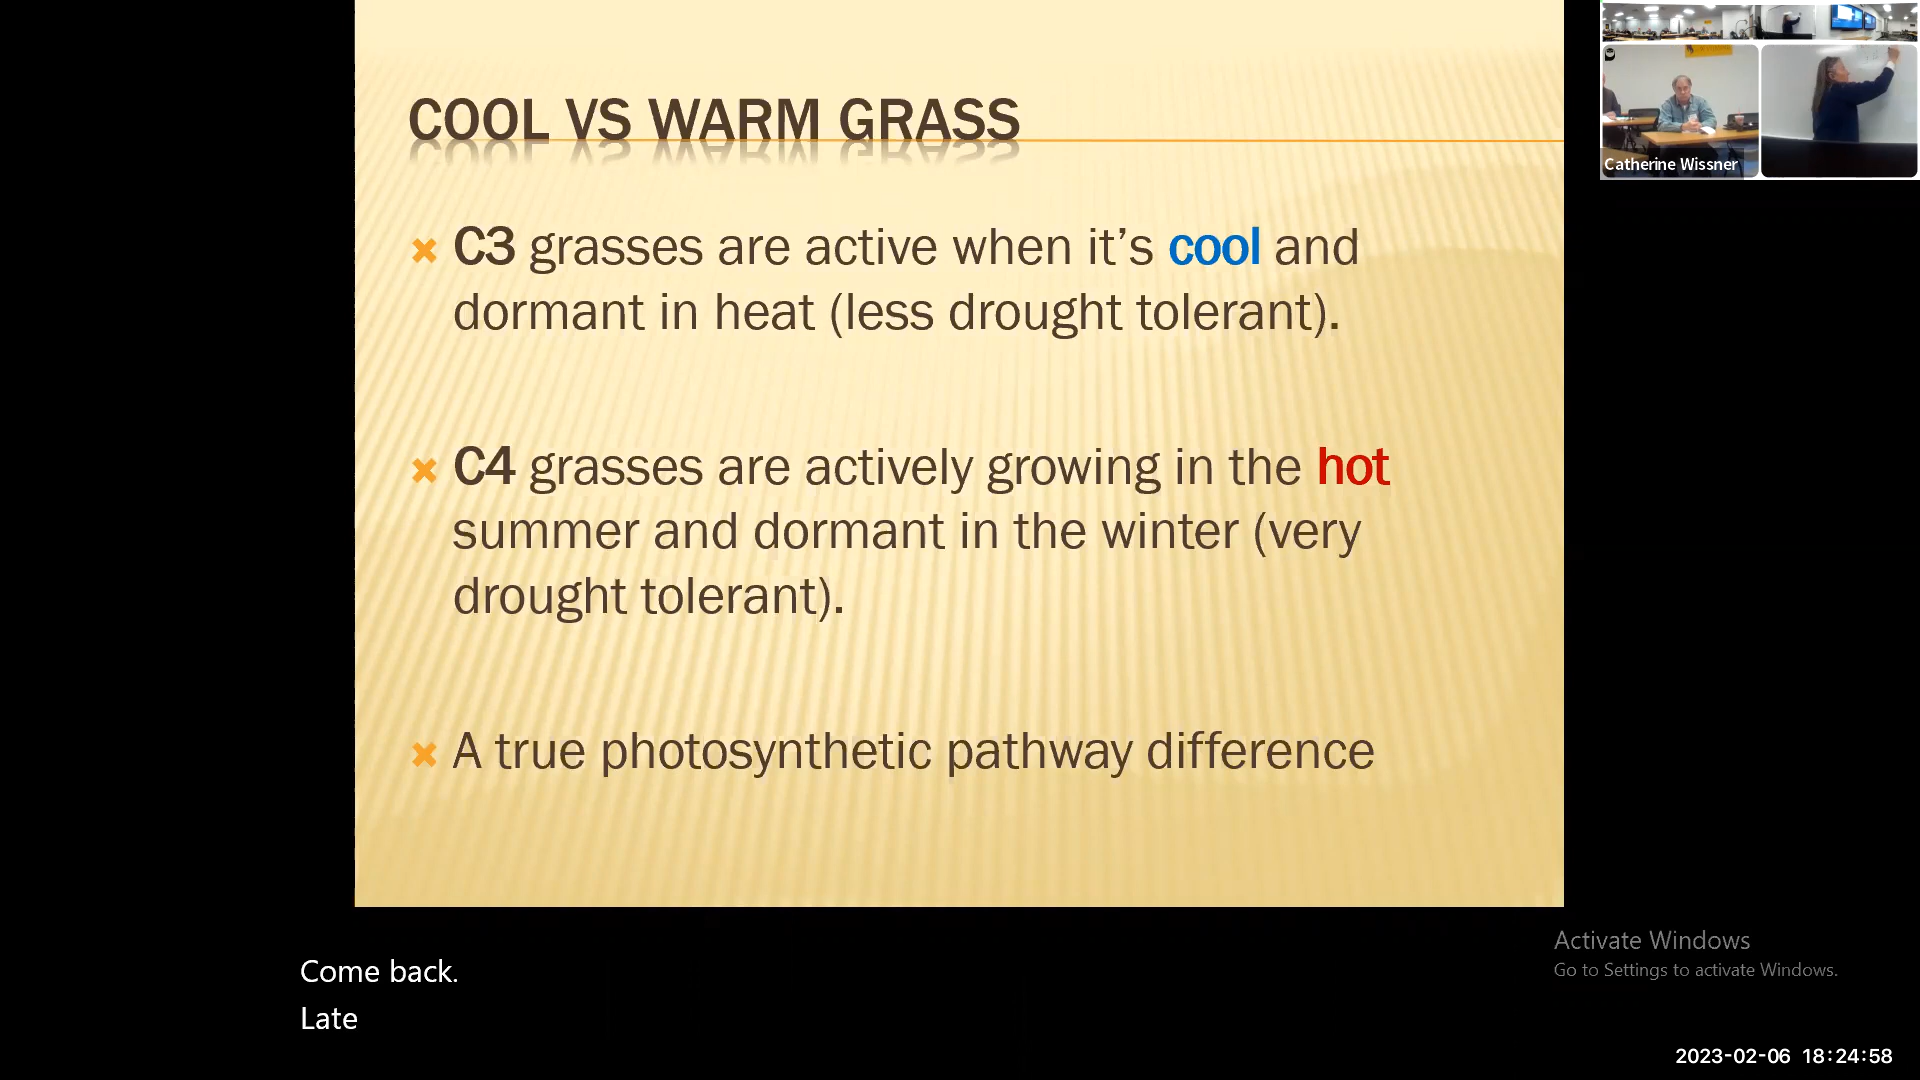 COOL VS WARM GRASS
C3 grasses are active when it’s cool and
dormant in heat (less drought tolerant).
C4 grasses are actively growing in the hot
summer and dormant in the winter (very
drought tolerant).
A true photosynthetic pathway difference
Catherine Wissner
Come back.
Late
Activate Windows
Go to Settings to activate Windows.
2023-02-06 18:24:58